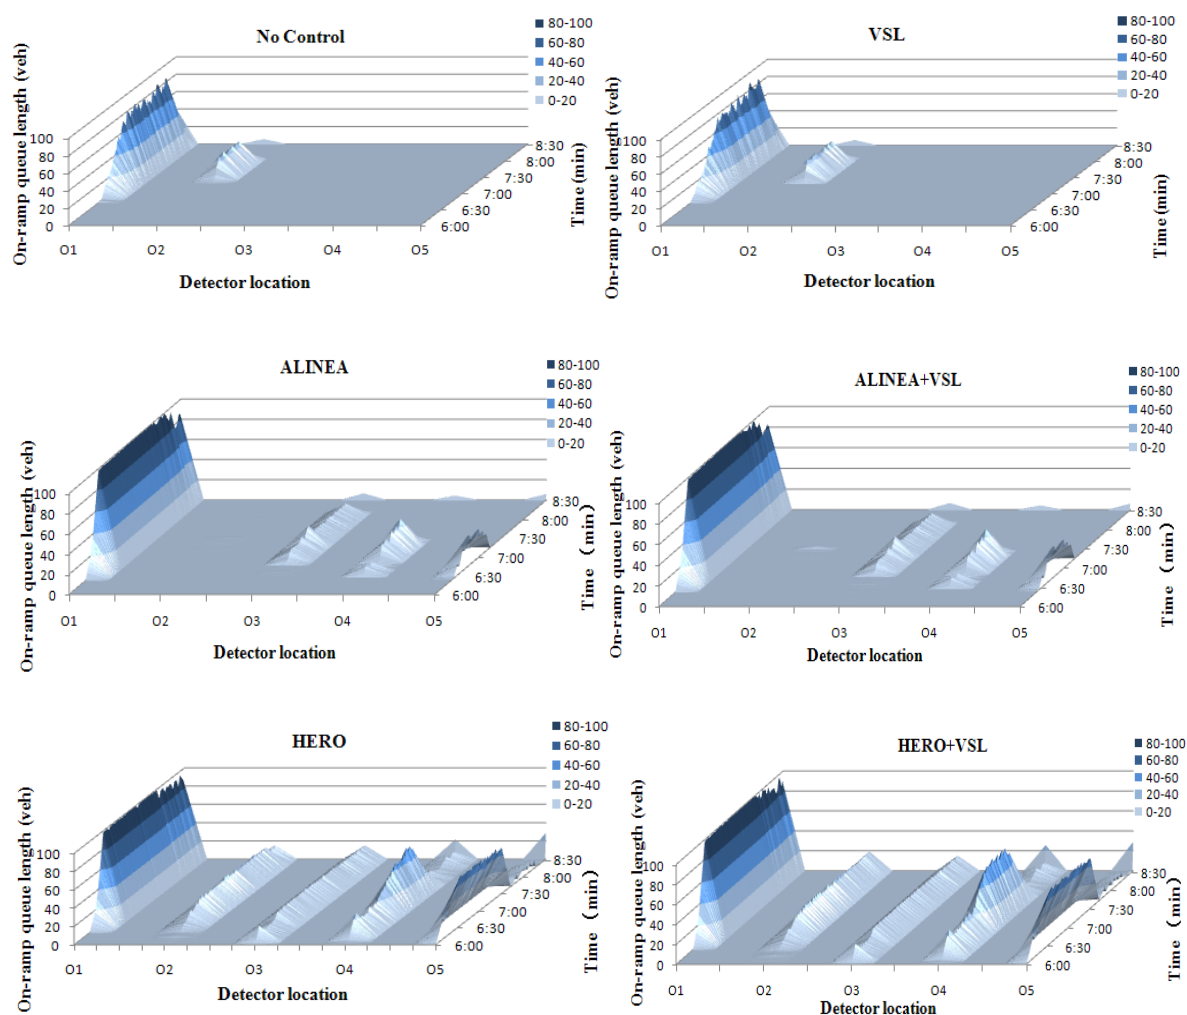 No Control
80-100
60-80
40-60
20-40
0-20
On-ramp queue length (veh)
100
80
60
40
20
0
O1
O2
O3
O4
O5
6:00
6:30
7:00
7:30
8:00
8:30
Time (min)
Detector location
VSL
80-100
60-80
40-60
20-40
0-20
On-ramp queue length (veh)
100
80
60
40
20
0
O1
O2
O3
O4
O5
6:00
6:30
7:00
7:30
8:00
8:30
Time (min)
Detector location
ALINEA
80-100
60-80
40-60
20-40
0-20
On-ramp queue length (veh)
100
80
60
40
20
0
O1
O2
O3
O4
O5
6:00
6:30
7:00
7:30
8:00
8:30
Time（min）
Detector location
ALINEA+VSL
80-100
60-80
40-60
20-40
0-20
On-ramp queue length (veh)
100
80
60
40
20
0
O1
O2
O3
O4
O5
6:00
6:30
7:00
7:30
8:00
8:30
Time（min）
Detector location
HERO
80-100
60-80
40-60
20-40
0-20
On-ramp queue length (veh)
100
80
60
40
20
0
O1
O2
O3
O4
O5
6:00
6:30
7:00
7:30
8:00
8:30
Time（min）
Detector location
HERO+VSL
80-100
60-80
40-60
20-40
0-20
On-ramp queue length (veh)
100
80
60
40
20
0
O1
O2
O3
O4
O5
6:00
6:30
7:00
7:30
8:00
8:30
Time（min）
Detector location